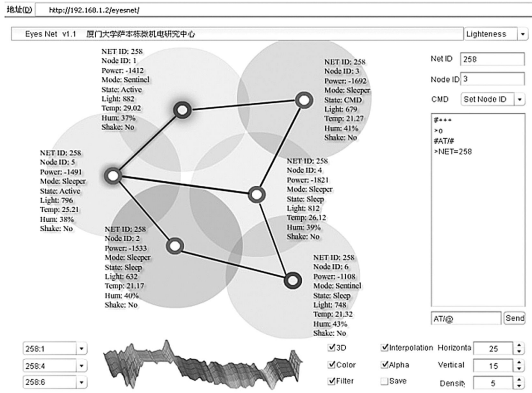 地址(D) http://192.168.1.2/eyesnet/
Eyes Net v1.1 厦门大学萨本栋微机电研究中心
Lighteness
NET ID: 258
Node ID: 1
Power: -1412
Mode: Sentinel
State: Active
Light: 882
Temp: 29.02
Hum: 37%
Shake: No
NET ID: 258
Node ID: 3
Power: -1692
Mode: Sleeper
State: CMD
Light: 679
Temp: 21.27
Hum: 41%
Shake: No
NET ID: 258
Node ID: 5
Power: -1491
Mode: Sleeper
State: Active
Light: 796
Temp: 25.21
Hum: 38%
Shake: No
NET ID: 258
Node ID: 4
Power: -1821
Mode: Sleeper
State: Sleep
Light: 812
Temp: 26,12
Hum: 39%
Shake: No
NET ID: 258
Node ID: 2
Power: -1533
Mode: Sleeper
State: Sleep
Light: 632
Temp: 21.17
Hum: 40%
Shake: No
NET ID: 258
Node ID: 6
Power: -1108
Mode: Sentinel
State: Sleep
Light: 748
Temp: 21,32
Hum: 43%
Shake: No
Net ID 258
Node ID 3
CMD Set Node ID
#+++
>o
#AT/#
>NET=258
AT/@ Send
258:1
258:4
258:6
3D Interpolation Horizonta 25
Color Alpha Vertical 15
Filter Save Density 5